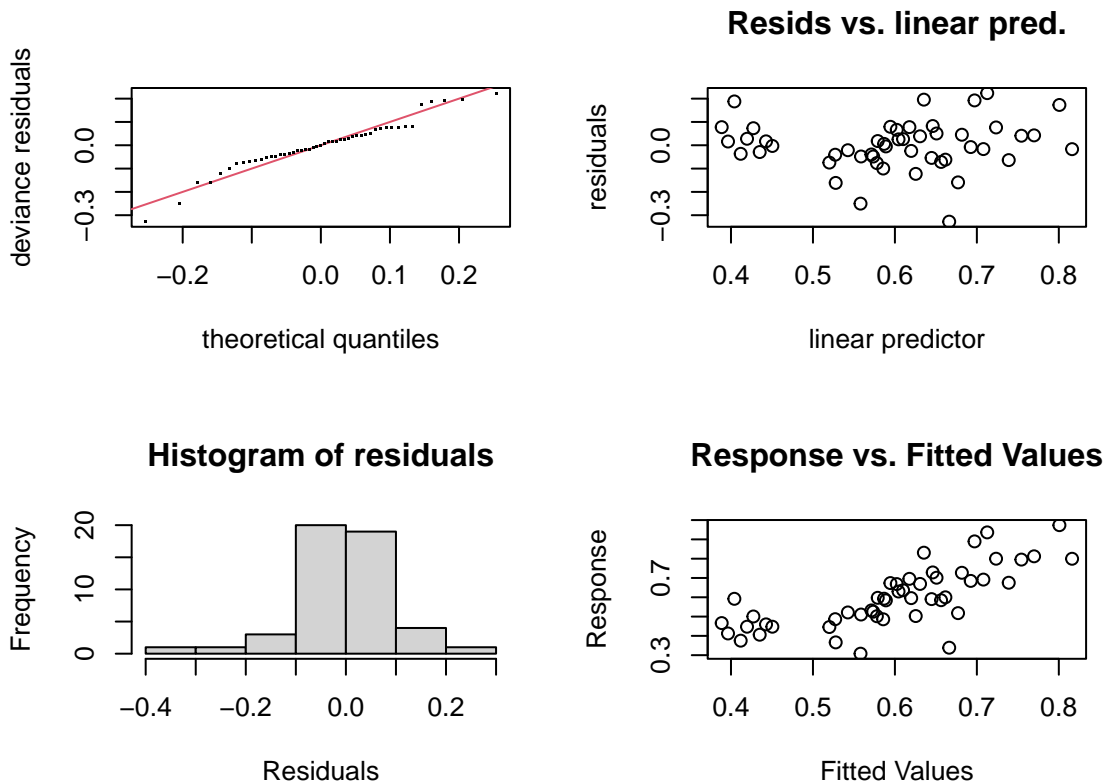 deviance residuals
0.0
−0.3
−0.2 0.0 0.1 0.2
theoretical quantiles
Resids vs. linear pred.
residuals
0.0
−0.3
0.4 0.5 0.6 0.7 0.8
linear predictor
Histogram of residuals
Frequency
20
10
0
−0.4 −0.2 0.0 0.2
Residuals
Response vs. Fitted Values
Response
0.7
0.3
0.4 0.5 0.6 0.7 0.8
Fitted Values